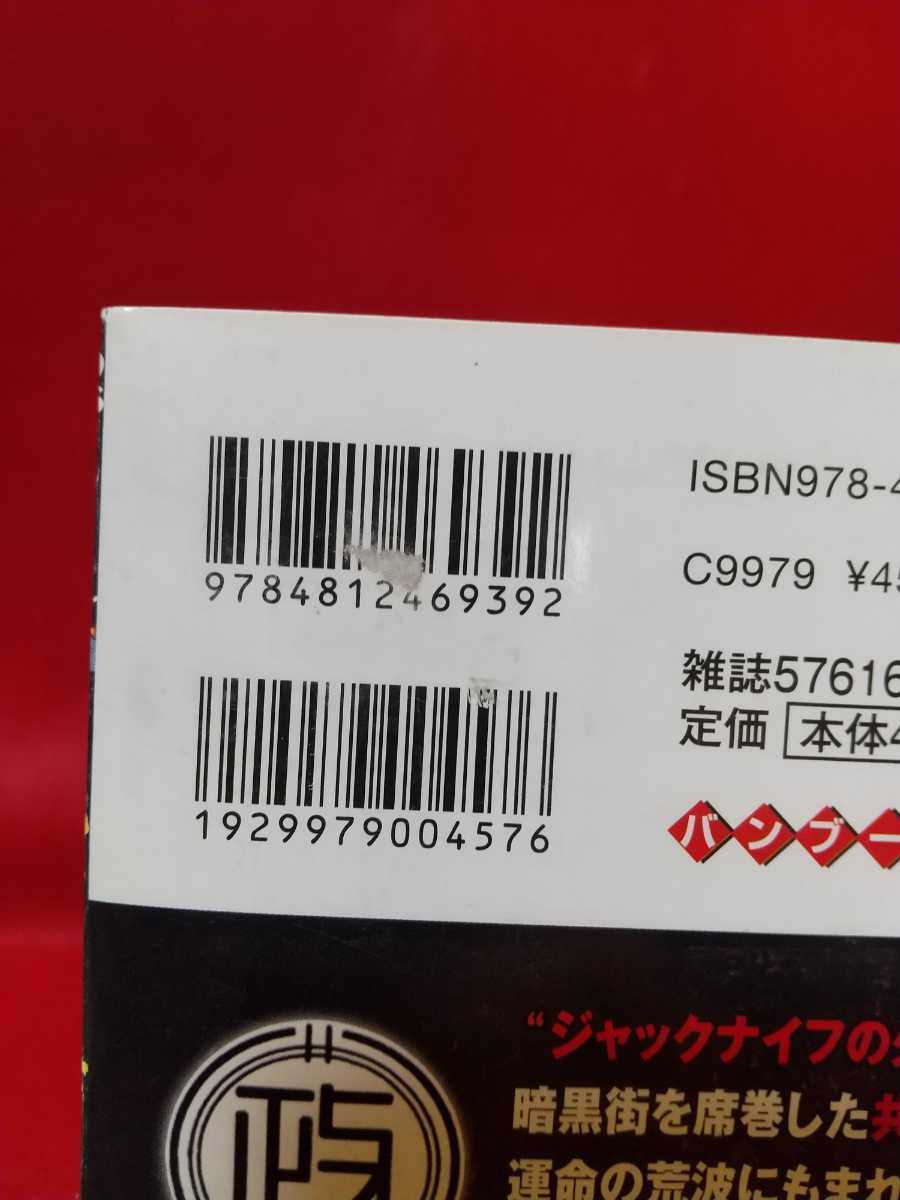 9784812469392
ISBN978-4
C9979 ¥45
雑誌57616
定価 本体4
1929979004576
バンブー
“ジャックナイフの
暗黒街を席巻した共
運命の荒波にもまれ